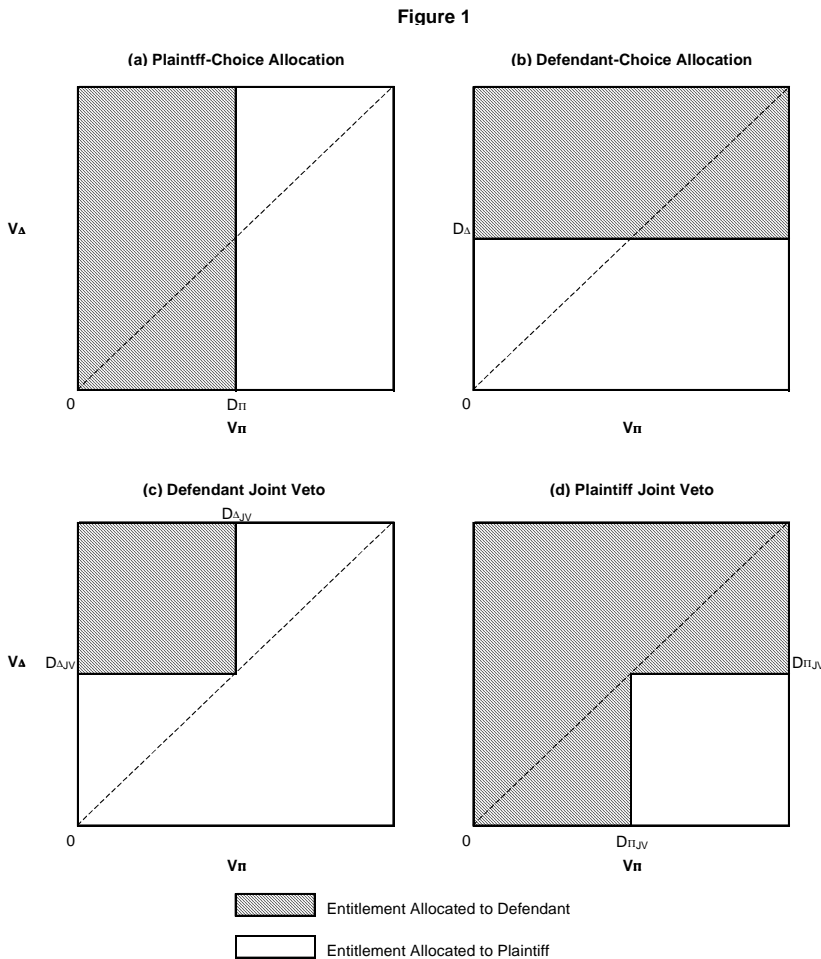 Figure 1
(a) Plaintff-Choice Allocation
(b) Defendant-Choice Allocation
VΔ
DΔ
0
DΠ
0
VΠ
VΠ
(c) Defendant Joint Veto
(d) Plaintiff Joint Veto
DΔJV
VΔ
DΔJV
DΠJV
0
0
DΠJV
VΠ
VΠ
Entitlement Allocated to Defendant
Entitlement Allocated to Plaintiff